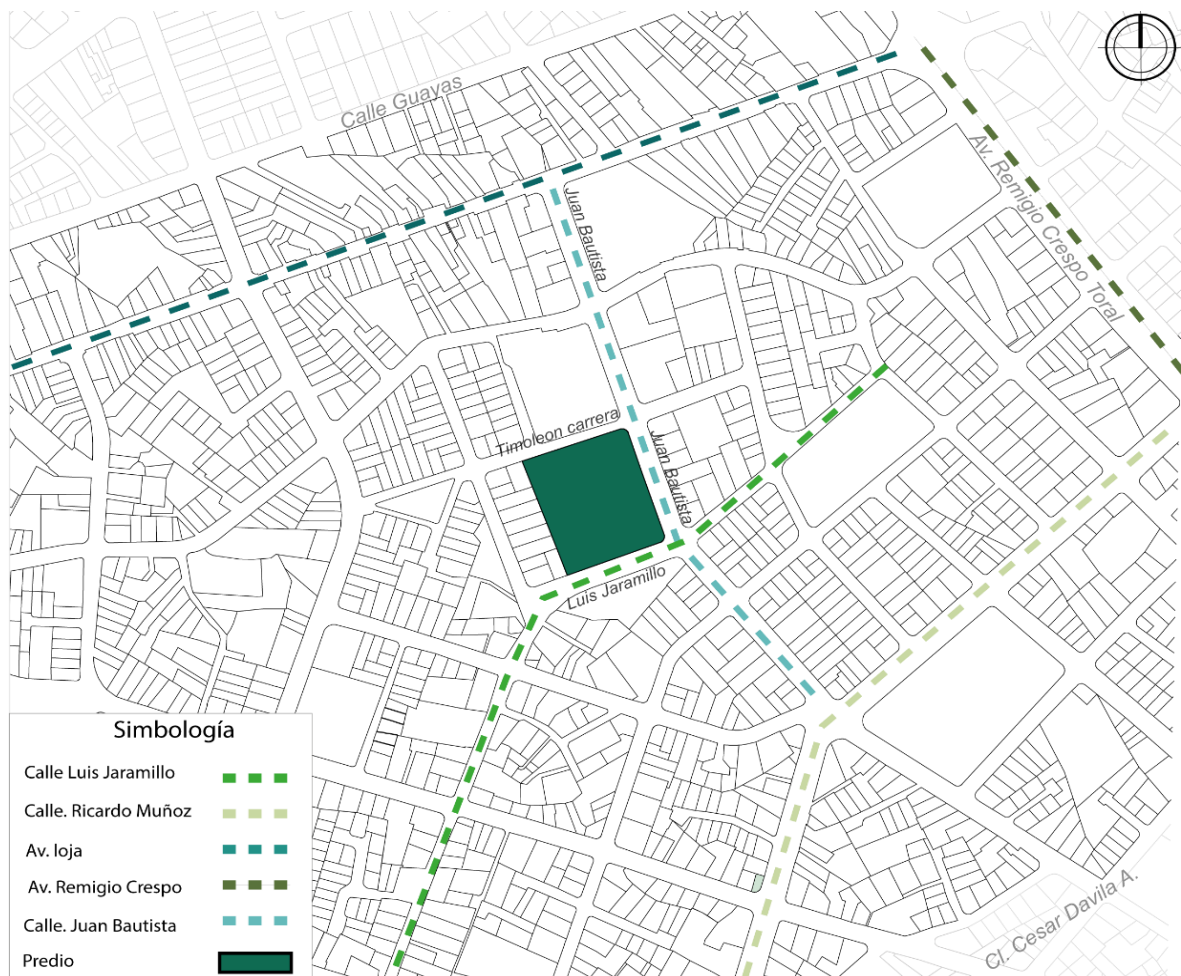 Calle Guayas
Av. Remigio Crespo Toral
Juan Bautista
Timoleon carrera
Juan Bautista
Luis Jaramillo
Cl. Cesar Davila A.
Simbología
Calle Luis Jaramillo
Calle. Ricardo Muñoz
Av. loja
Av. Remigio Crespo
Calle. Juan Bautista
Predio